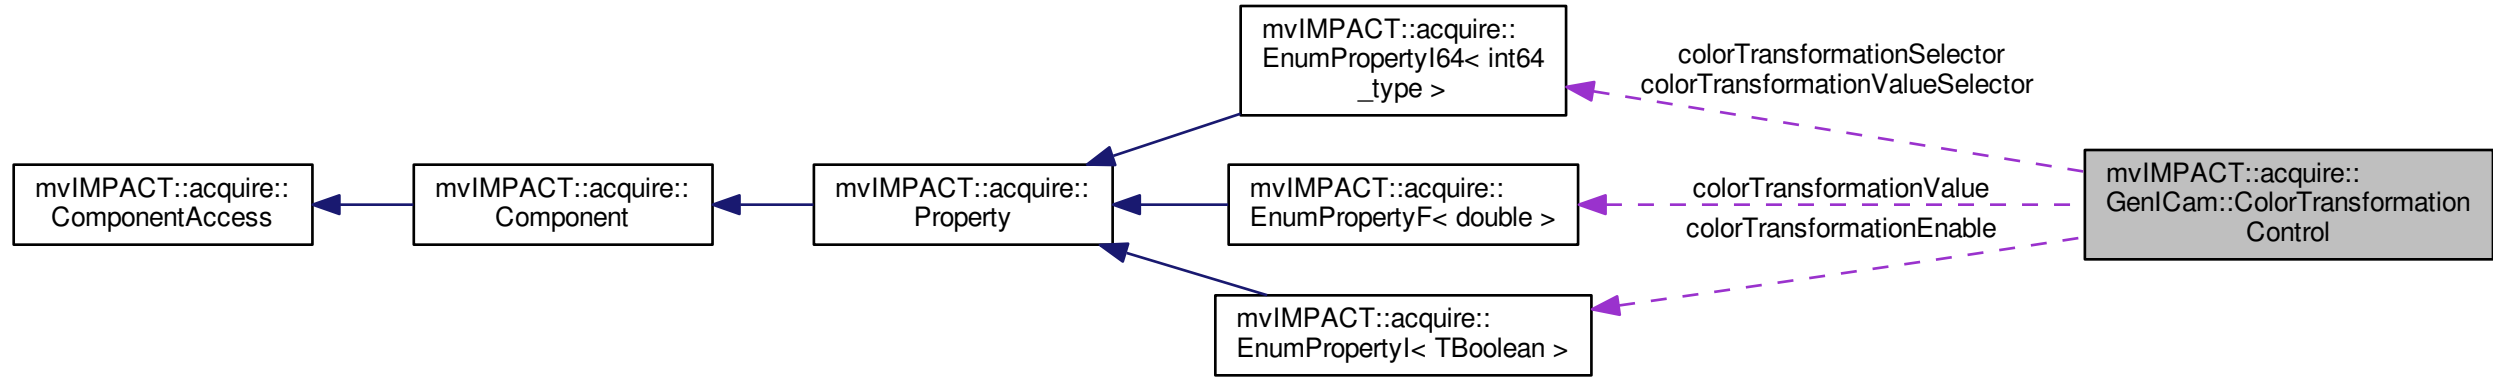 mvIMPACT::acquire::
ComponentAccess
mvIMPACT::acquire::
Component
mvIMPACT::acquire::
Property
mvIMPACT::acquire::
EnumPropertyI64< int64
_type >
mvIMPACT::acquire::
EnumPropertyF< double >
mvIMPACT::acquire::
EnumPropertyI< TBoolean >
colorTransformationSelector
colorTransformationValueSelector
colorTransformationValue
colorTransformationEnable
mvIMPACT::acquire::
GenICam::ColorTransformation
Control